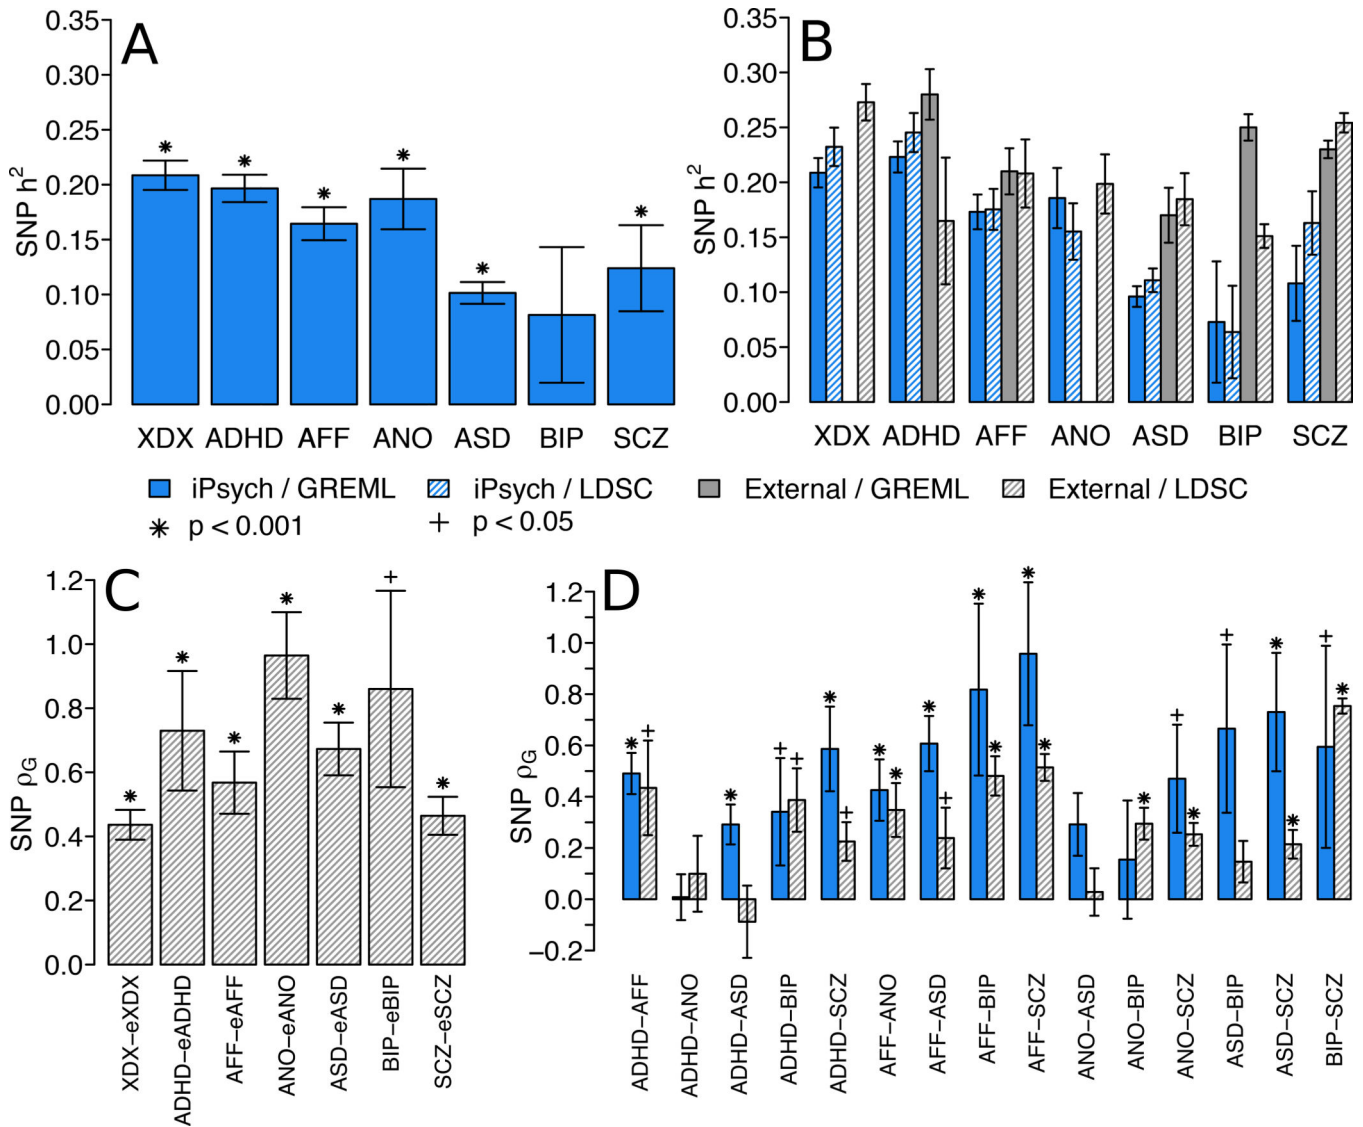 A
SNP h²
0.35
0.30
0.25
0.20
0.15
0.10
0.05
0.00
* * * * * *
XDX ADHD AFF ANO ASD BIP SCZ
B
SNP h²
0.35
0.30
0.25
0.20
0.15
0.10
0.05
0.00
XDX ADHD AFF ANO ASD BIP SCZ
iPsych / GREML iPsych / LDSC External / GREML External / LDSC
* p < 0.001 + p < 0.05
C
SNP ρG
1.2
1.0
0.8
0.6
0.4
0.2
0.0
* * * * * + *
XDX−eXDX
ADHD−eADHD
AFF−eAFF
ANO−eANO
ASD−eASD
BIP−eBIP
SCZ−eSCZ
D
SNP ρG
1.2
1.0
0.8
0.6
0.4
0.2
0.0
−0.2
* + * + + * + * * * + * * * * * + * + * * + *
ADHD−AFF
ADHD−ANO
ADHD−ASD
ADHD−BIP
ADHD−SCZ
AFF−ANO
AFF−ASD
AFF−BIP
AFF−SCZ
ANO−ASD
ANO−BIP
ANO−SCZ
ASD−BIP
ASD−SCZ
BIP−SCZ